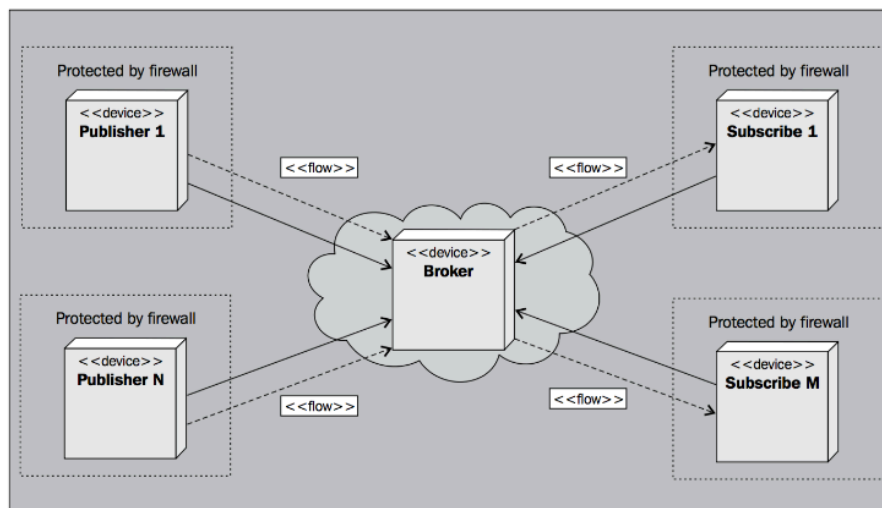 Protected by firewall
<<device>>
Publisher 1
<<flow>>
<<flow>>
Protected by firewall
<<device>>
Subscribe 1
<<device>>
Broker
Protected by firewall
<<device>>
Publisher N
<<flow>>
<<flow>>
Protected by firewall
<<device>>
Subscribe M